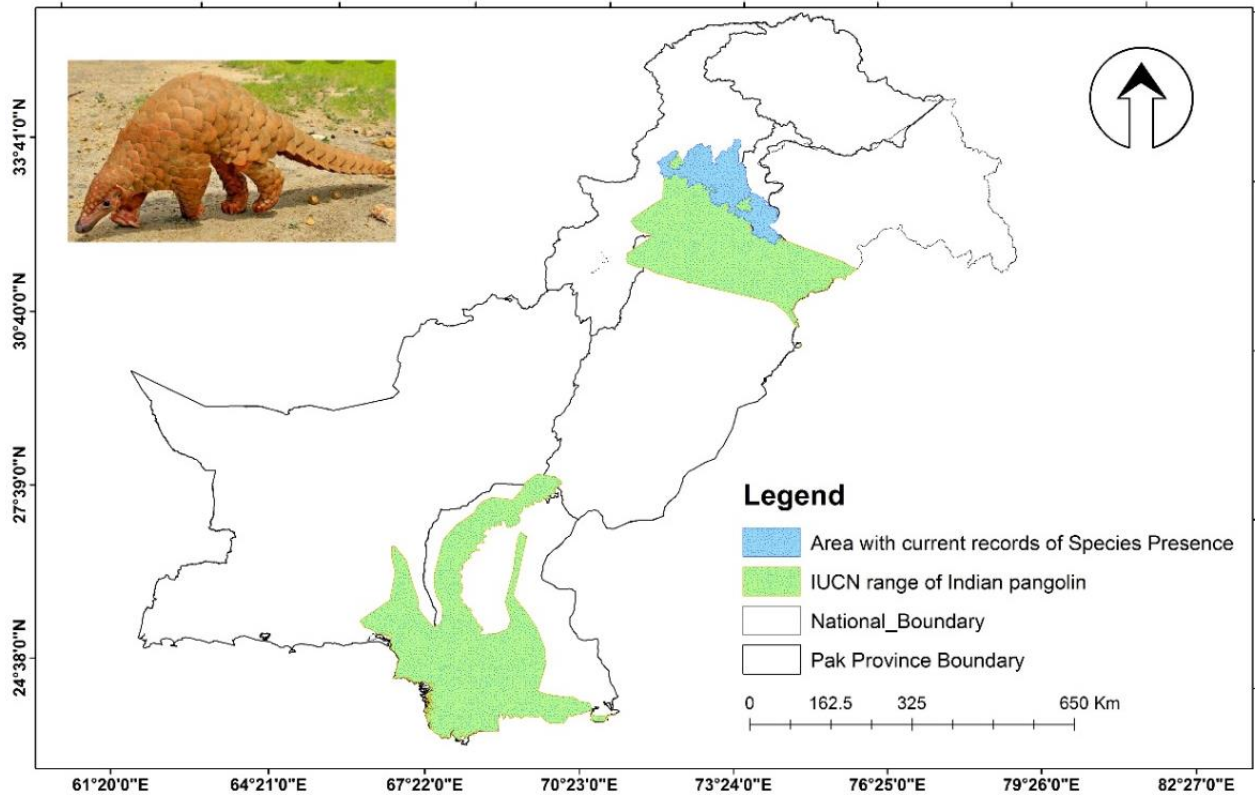 33°41'0"N
30°40'0"N
27°39'0"N
24°38'0"N
Legend
Area with current records of Species Presence
IUCN range of Indian pangolin
National_Boundary
Pak Province Boundary
0 162.5 325 650 Km
61°20'0"E 64°21'0"E 67°22'0"E 70°23'0"E 73°24'0"E 76°25'0"E 79°26'0"E 82°27'0"E